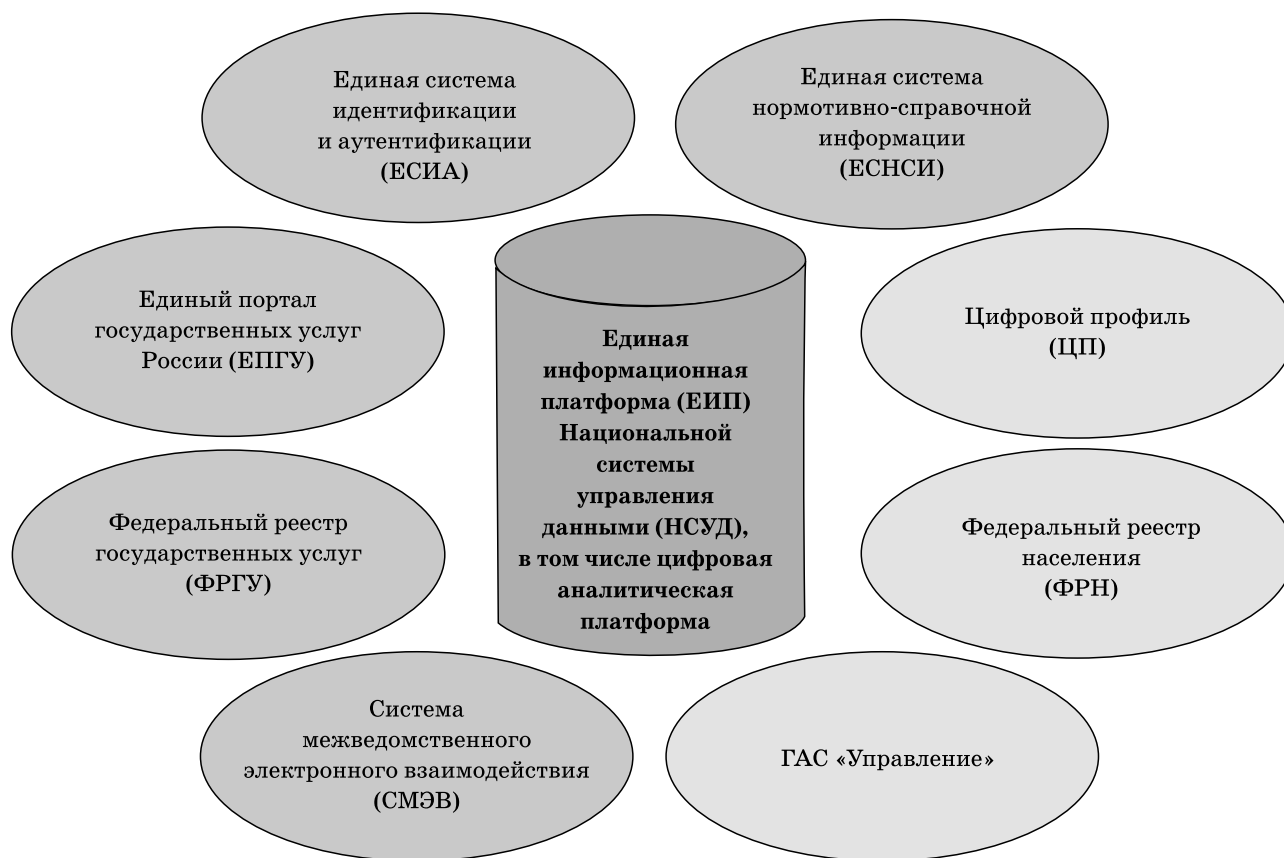 Единая система
идентификации
и аутентификации
(ЕСИА)
Единая система
нормотивно-справочной
информации
(ЕСНСИ)
Единый портал
государственных услуг
России (ЕПГУ)
Единая
информационная
платформа (ЕИП)
Национальной
системы
управления
данными (НСУД),
в том числе цифровая
аналитическая
платформа
Цифровой профиль
(ЦП)
Федеральный реестр
государственных услуг
(ФРГУ)
Федеральный реестр
населения
(ФРН)
Система
межведомственного
электронного взаимодействия
(СМЭВ)
ГАС «Управление»